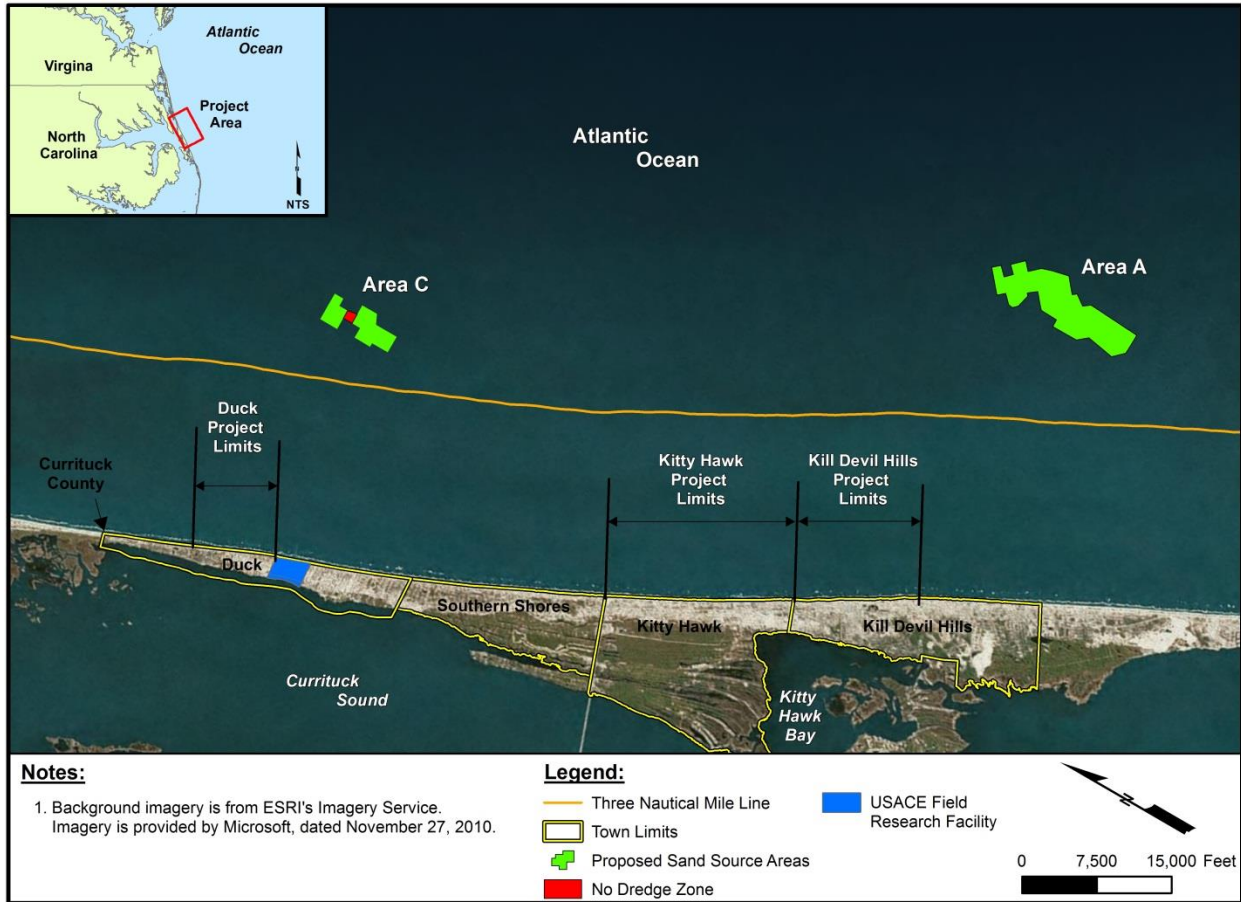 Atlantic
Ocean
Virgina
Project
Area
North
Carolina
N
NTS
Atlantic
Ocean
Area C
Area A
Duck
Project
Limits
Currituck
County
Kitty Hawk
Project
Limits
Kill Devil Hills
Project
Limits
Duck
Southern Shores
Kitty Hawk
Kill Devil Hills
Currituck
Sound
Kitty
Hawk
Bay
Notes:
1. Background imagery is from ESRI's Imagery Service.
Imagery is provided by Microsoft, dated November 27, 2010.
Legend:
Three Nautical Mile Line
Town Limits
Proposed Sand Source Areas
No Dredge Zone
USACE Field
Research Facility
N
0 7,500 15,000 Feet